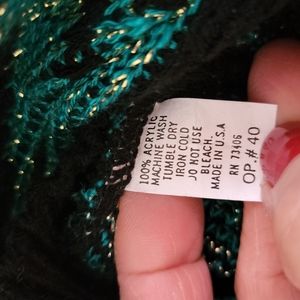 100% ACRYLIC
MACHINE WASH
TUMBLE DRY
IRON COLD
DO NOT USE
BLEACH.
MADE IN U.S.A
RN 73406
OP.# 40